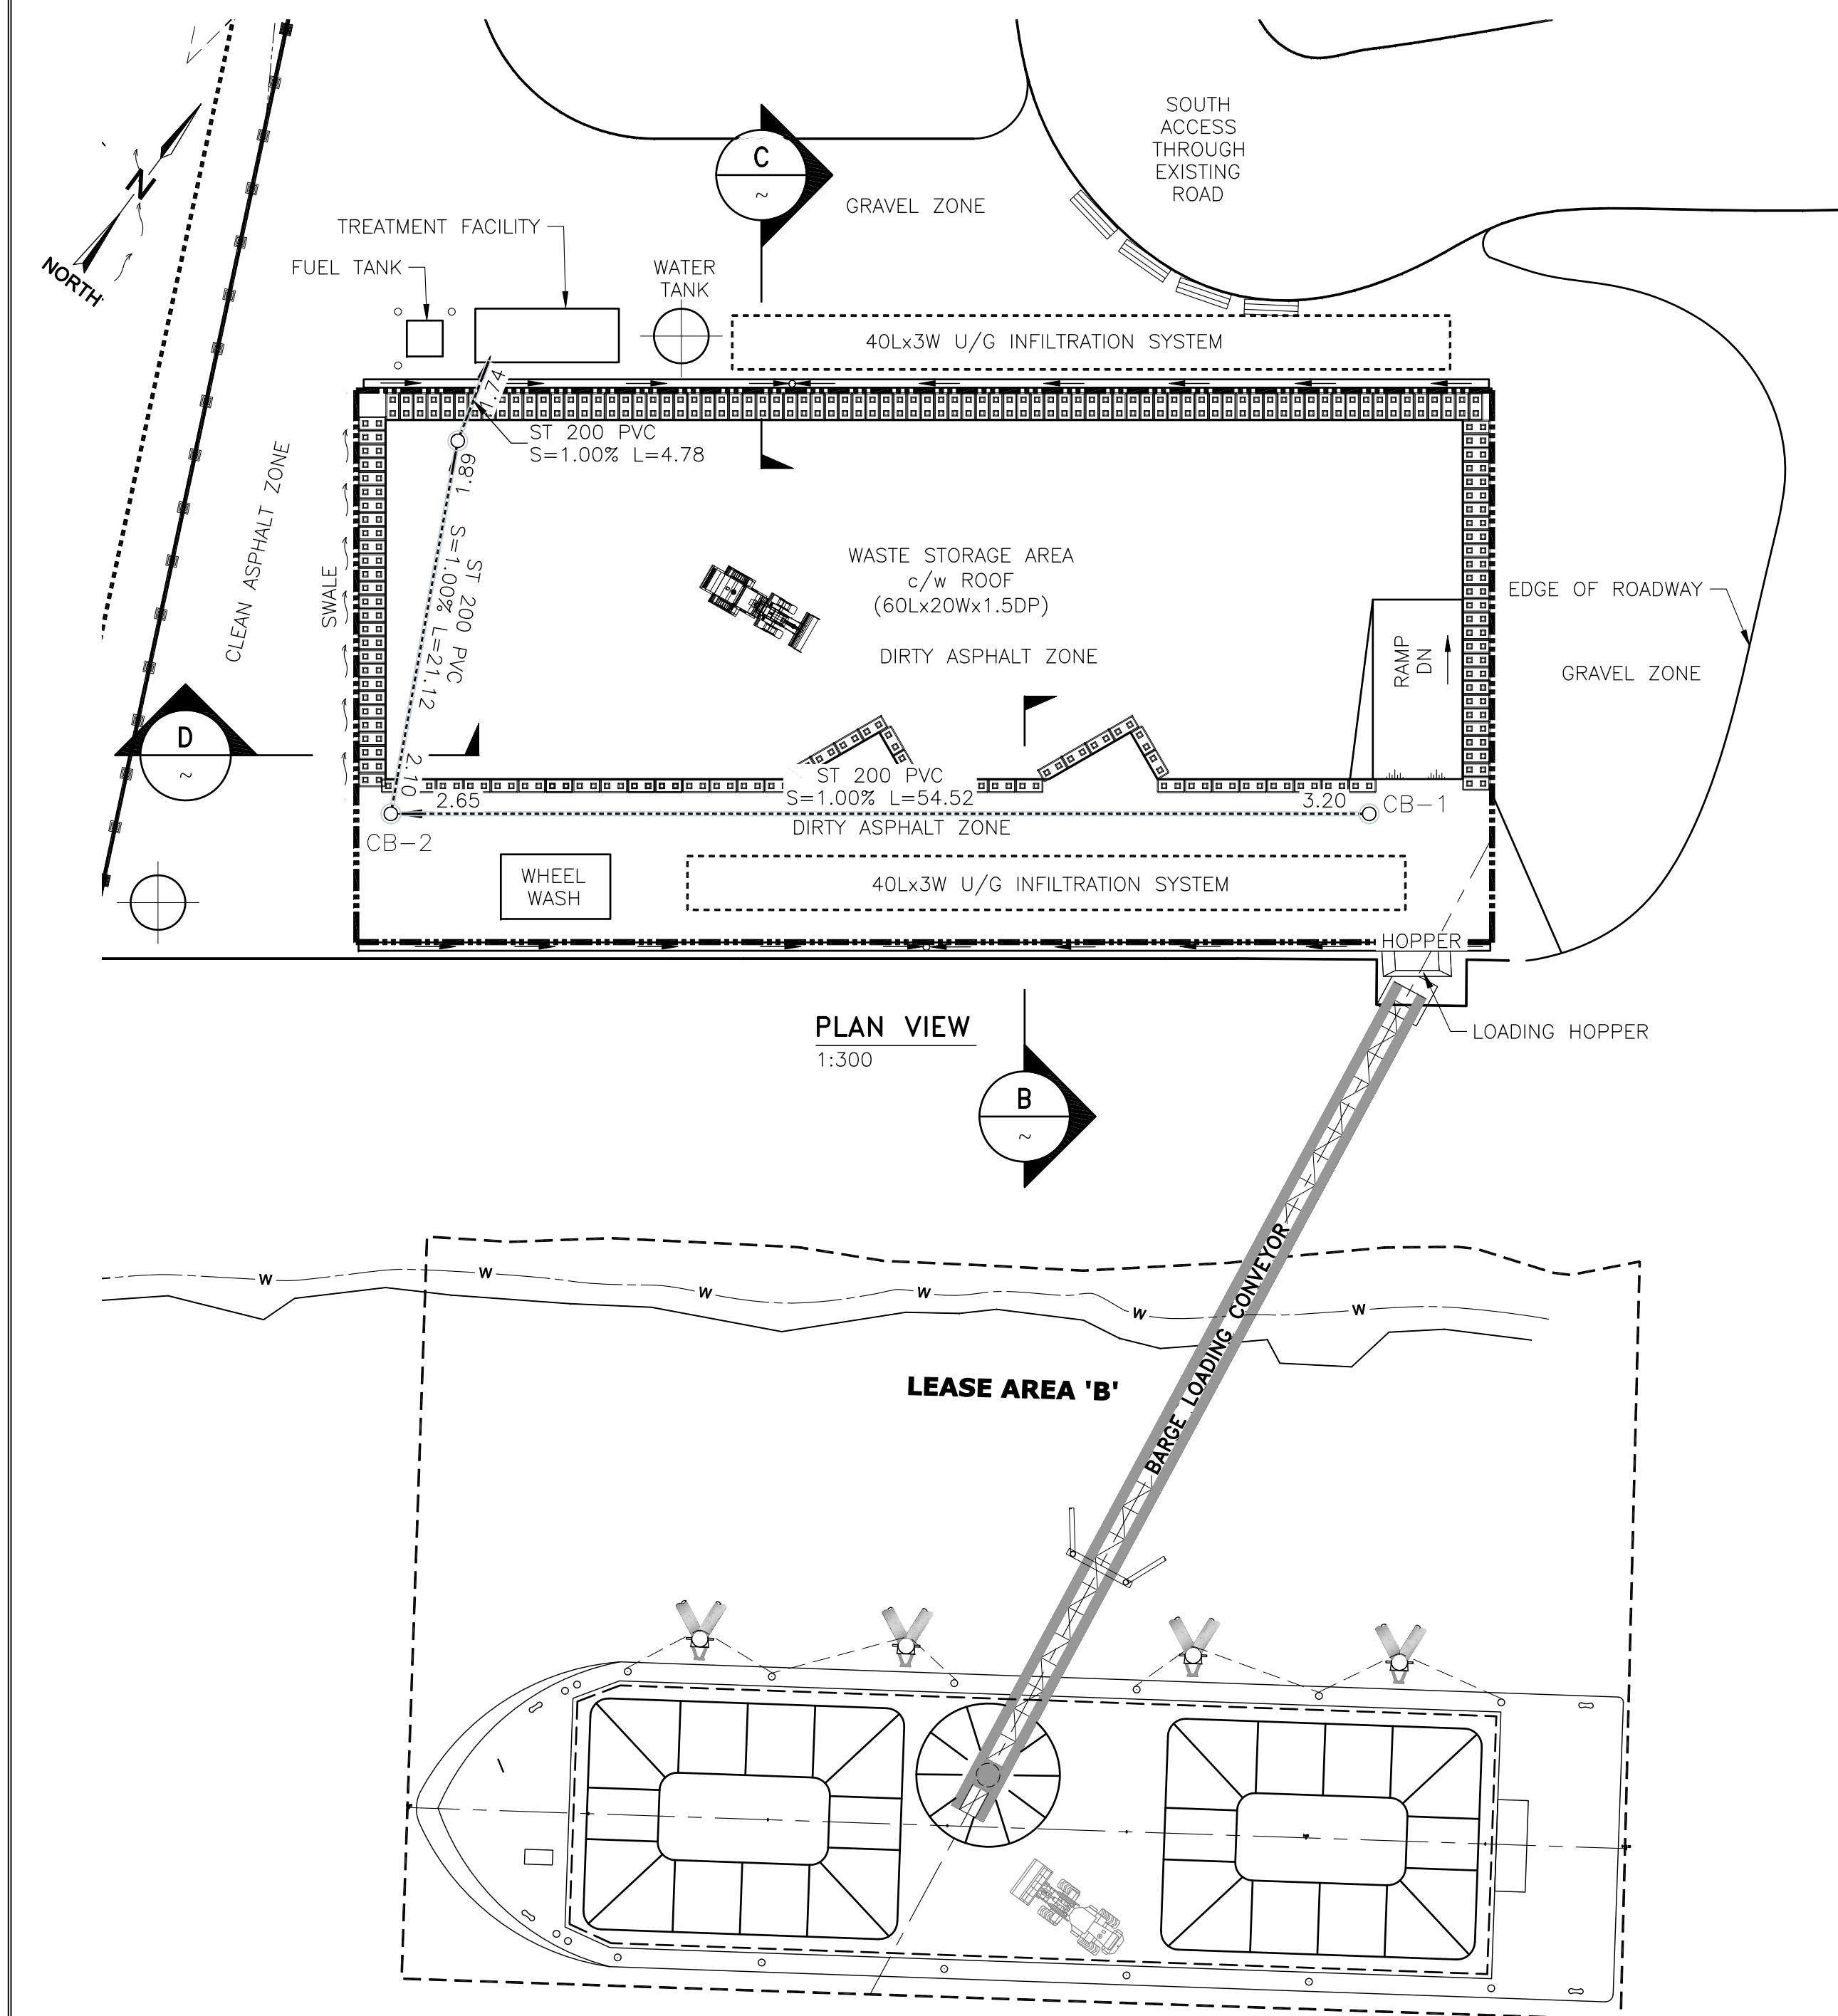 SOUTH
ACCESS
THROUGH
EXISTING
ROAD
C
~
GRAVEL ZONE
N
NORTH
TREATMENT FACILITY
FUEL TANK
WATER
TANK
40Lx3W U/G INFILTRATION SYSTEM
1.74
ST 200 PVC
S=1.00% L=4.78
1.89
ST 200 PVC
S=1.00% L=21.12
2.10
CLEAN ASPHALT ZONE
SWALE
WASTE STORAGE AREA
c/w ROOF
(60Lx20Wx1.5DP)
DIRTY ASPHALT ZONE
RAMP
DN
EDGE OF ROADWAY
GRAVEL ZONE
D
~
ST 200 PVC
S=1.00% L=54.52
2.65
3.20
CB-1
CB-2
DIRTY ASPHALT ZONE
WHEEL
WASH
40Lx3W U/G INFILTRATION SYSTEM
HOPPER
LOADING HOPPER
PLAN VIEW
1:300
B
~
W
W
W
W
W
W
BARGE LOADING CONVEYOR
LEASE AREA 'B'